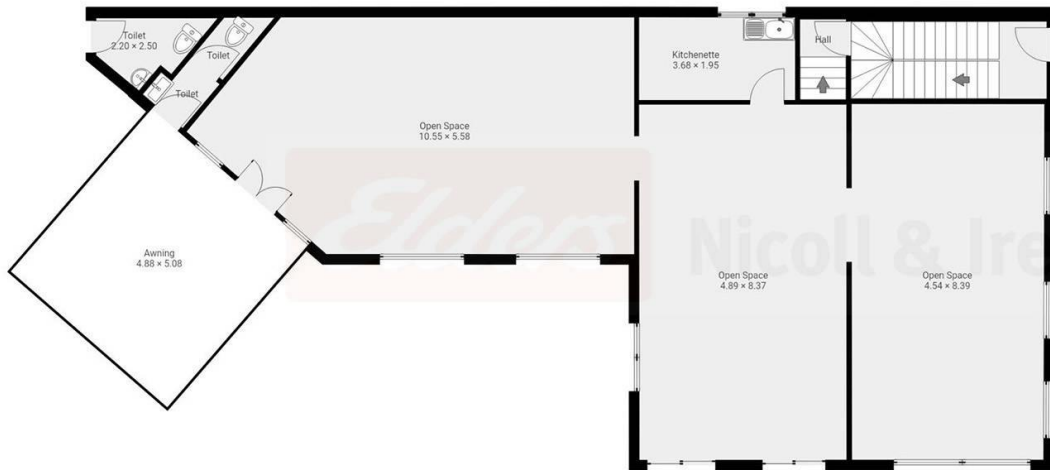 Toilet
2.20 × 2.50
Toilet
Toilet
Open Space
10.55 × 5.58
Kitchenette
3.68 × 1.95
Hall
Awning
4.88 × 5.08
Open Space
4.89 × 8.37
Open Space
4.54 × 8.39
Elders
Nicoll & Ire